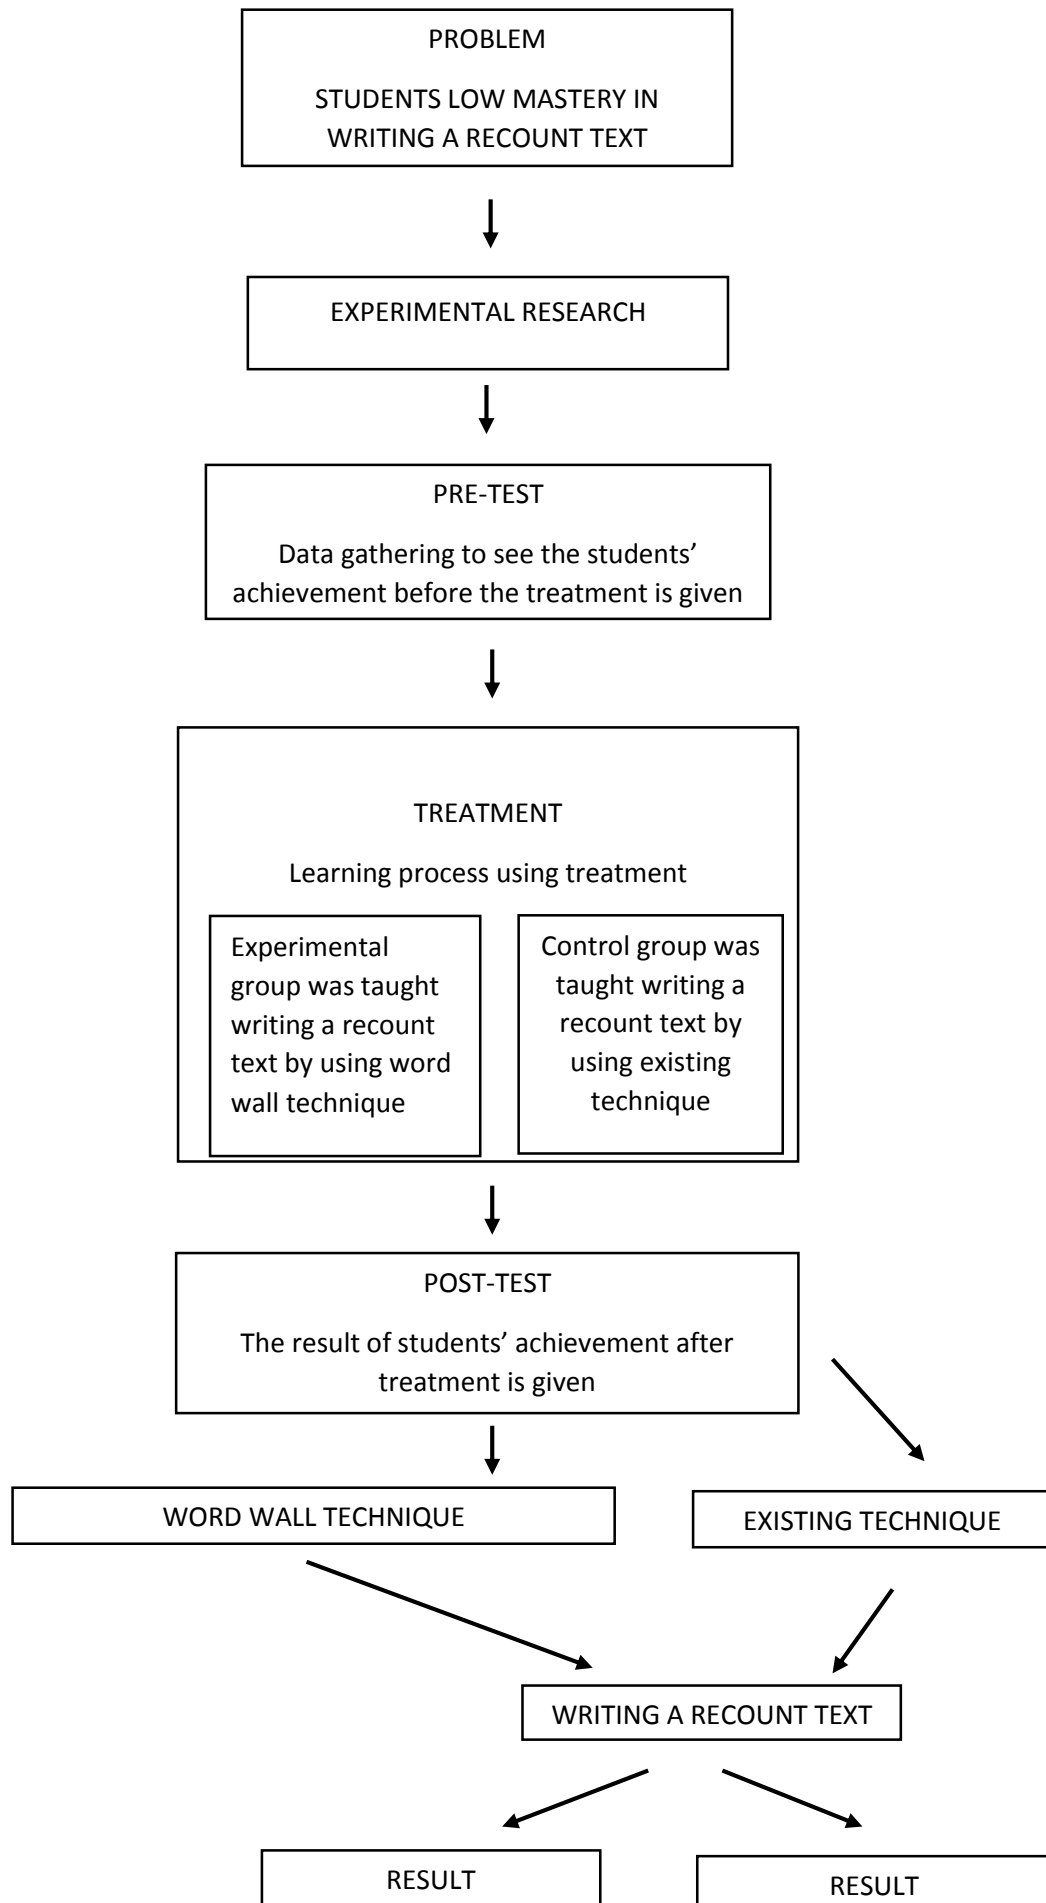 PROBLEM
STUDENTS LOW MASTERY IN
WRITING A RECOUNT TEXT
EXPERIMENTAL RESEARCH
PRE-TEST
Data gathering to see the students’
achievement before the treatment is given
TREATMENT
Learning process using treatment
Experimental
group was taught
writing a recount
text by using word
wall technique
Control group was
taught writing a
recount text by
using existing
technique
POST-TEST
The result of students’ achievement after
treatment is given
WORD WALL TECHNIQUE
EXISTING TECHNIQUE
WRITING A RECOUNT TEXT
RESULT
RESULT